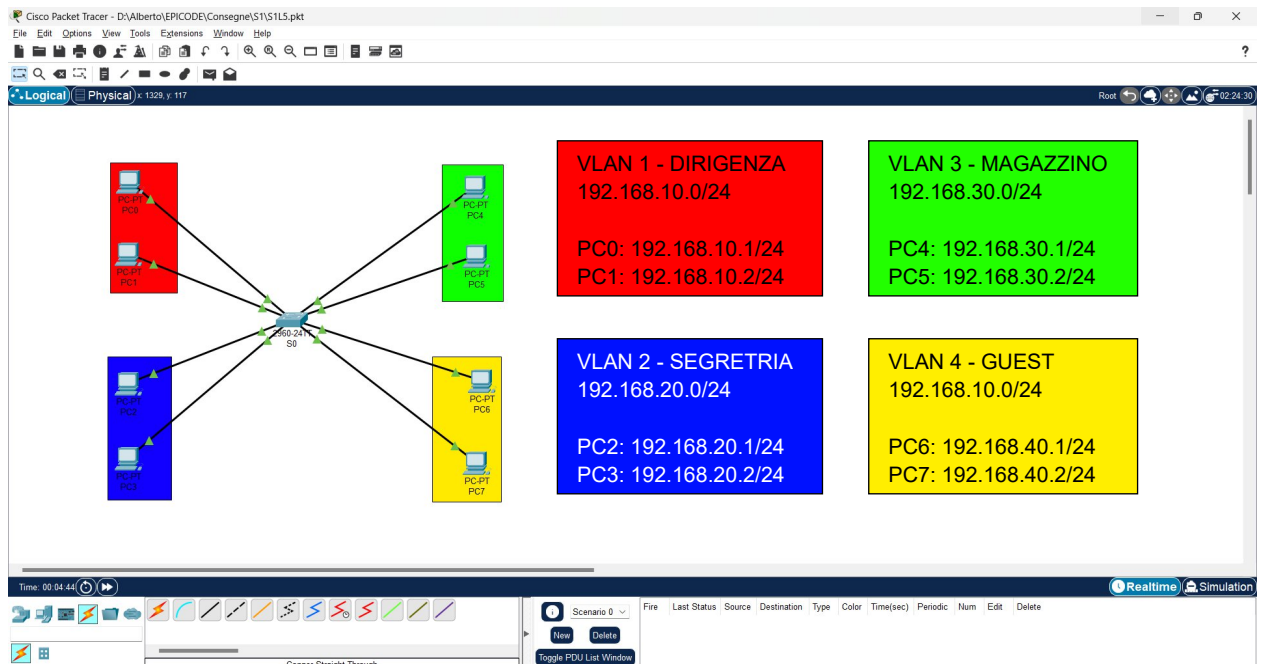 Cisco Packet Tracer - D:\Alberto\EPICODE\Consegne\S1\S1L5.pkt
File Edit Options View Tools Extensions Window Help
?
Logical Physical x: 1329, y: 117 Root 02:24:30
VLAN 1 - DIRIGENZA
192.168.10.0/24
PC0: 192.168.10.1/24
PC1: 192.168.10.2/24
VLAN 3 - MAGAZZINO
192.168.30.0/24
PC4: 192.168.30.1/24
PC5: 192.168.30.2/24
PC-PT
PC0
PC-PT
PC1
PC-PT
PC4
PC-PT
PC5
2960-24TT
S0
VLAN 2 - SEGRETRIA
192.168.20.0/24
PC2: 192.168.20.1/24
PC3: 192.168.20.2/24
VLAN 4 - GUEST
192.168.10.0/24
PC6: 192.168.40.1/24
PC7: 192.168.40.2/24
PC-PT
PC2
PC-PT
PC3
PC-PT
PC6
PC-PT
PC7
Time: 00:04:44 Realtime Simulation
Scenario 0
New Delete
Toggle PDU List Window
Fire Last Status Source Destination Type Color Time(sec) Periodic Num Edit Delete
Copper Straight-Through